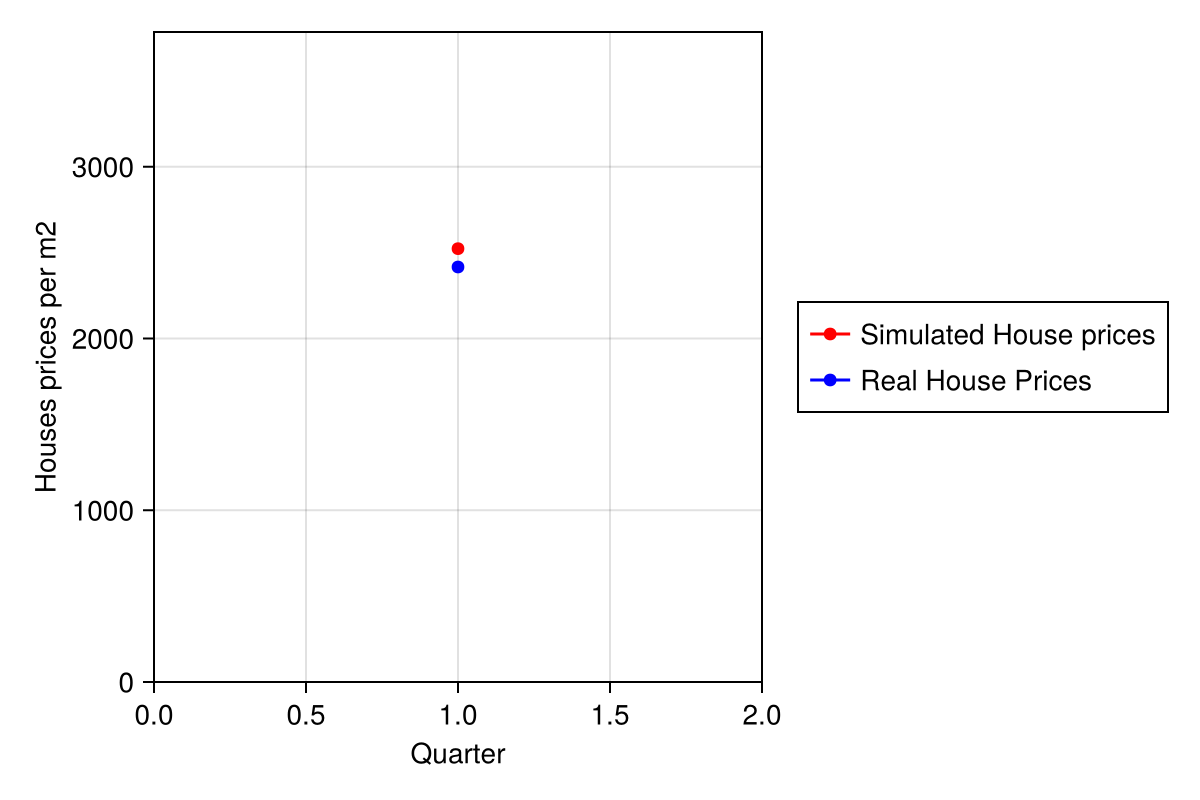 3000
2000
1000
0
Houses prices per m2
0.0 0.5 1.0 1.5 2.0
Quarter
Simulated House prices
Real House Prices